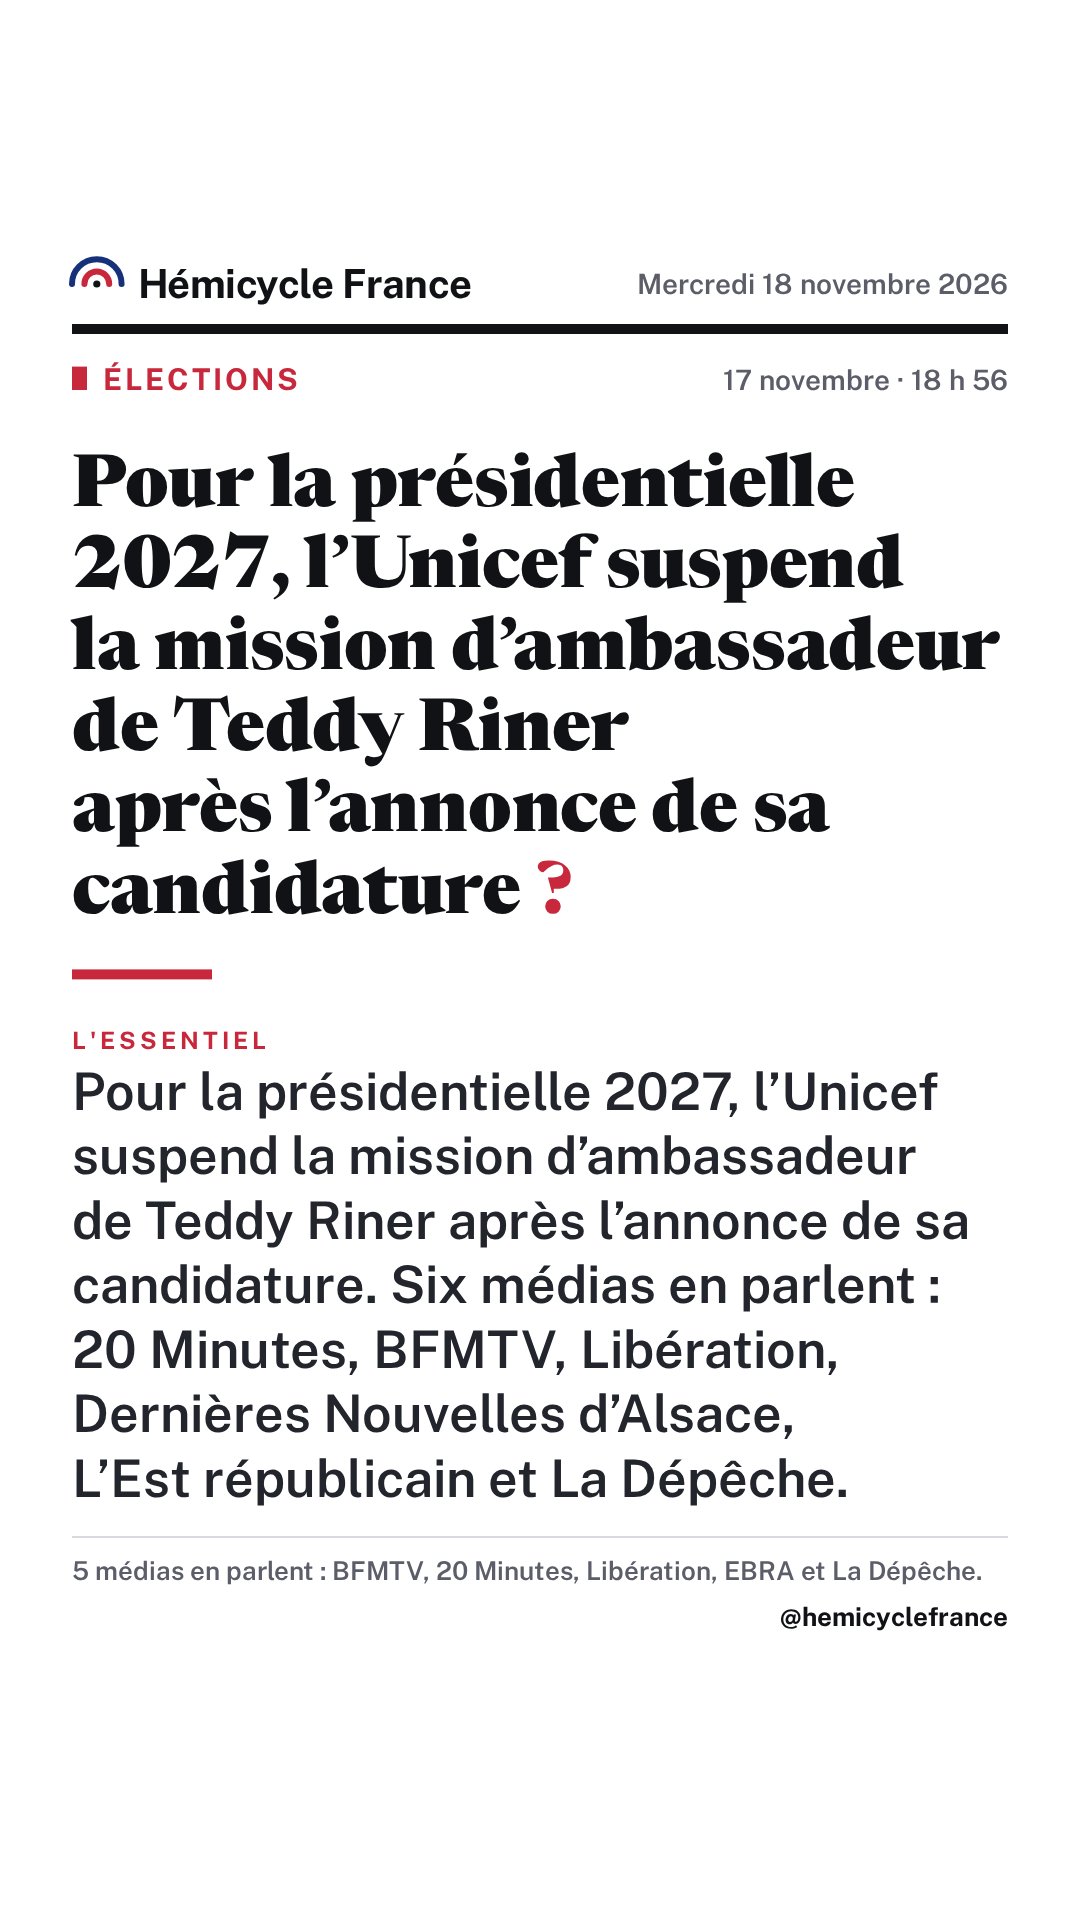 Hémicycle France
Mercredi 18 novembre 2026
ÉLECTIONS
17 novembre · 18 h 56
Pour la présidentielle
2027, l’Unicef suspend
la mission d’ambassadeur
de Teddy Riner
après l’annonce de sa
candidature ?
L'ESSENTIEL
Pour la présidentielle 2027, l’Unicef
suspend la mission d’ambassadeur
de Teddy Riner après l’annonce de sa
candidature. Six médias en parlent :
20 Minutes, BFMTV, Libération,
Dernières Nouvelles d’Alsace,
L’Est républicain et La Dépêche.
5 médias en parlent : BFMTV, 20 Minutes, Libération, EBRA et La Dépêche.
@hemicyclefrance